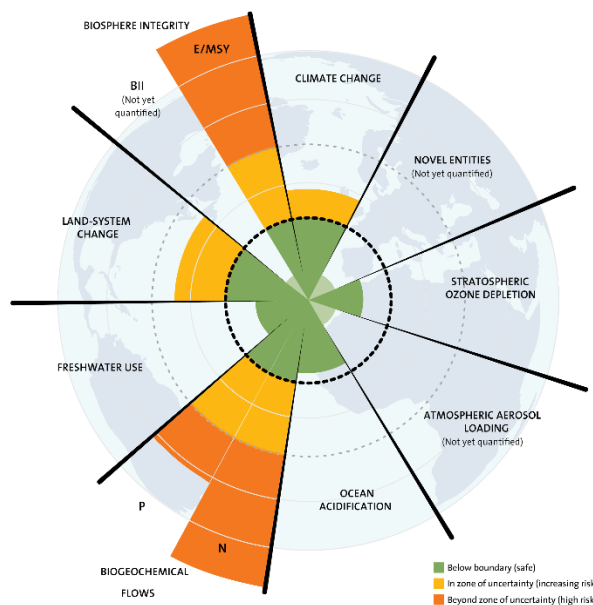 BIOSPHERE INTEGRITY
E/MSY
CLIMATE CHANGE
BII
(Not yet
quantified)
NOVEL ENTITIES
(Not yet quantified)
LAND-SYSTEM
CHANGE
STRATOSPHERIC
OZONE DEPLETION
FRESHWATER USE
ATMOSPHERIC AEROSOL
LOADING
(Not yet quantified)
P
OCEAN
ACIDIFICATION
N
BIOGEOCHEMICAL
FLOWS
Below boundary (safe)
In zone of uncertainty (increasing risk
Beyond zone of uncertainty (high risk